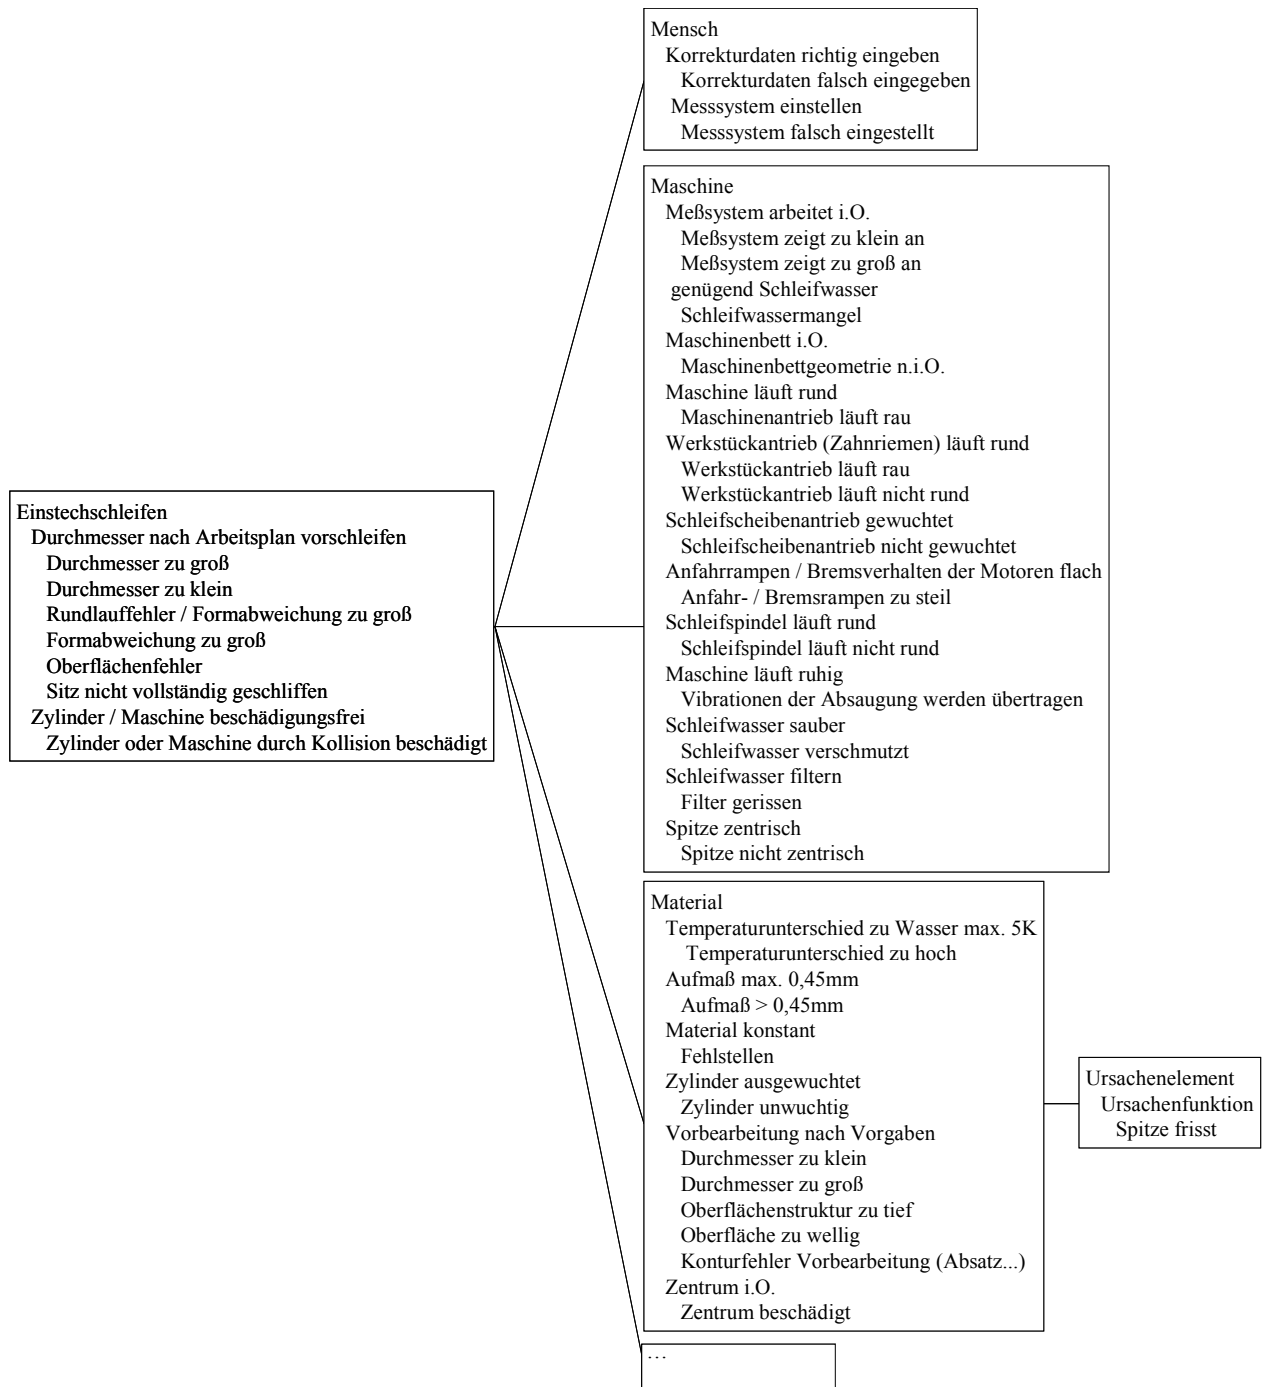 Mensch
Korrekturdaten richtig eingeben
Korrekturdaten falsch eingegeben
Messsystem einstellen
Messsystem falsch eingestellt
Maschine
Meßsystem arbeitet i.O.
Meßsystem zeigt zu klein an
Meßsystem zeigt zu groß an
genügend Schleifwasser
Schleifwassermangel
Maschinenbett i.O.
Maschinenbettgeometrie n.i.O.
Maschine läuft rund
Maschinenantrieb läuft rau
Werkstückantrieb (Zahnriemen) läuft rund
Werkstückantrieb läuft rau
Werkstückantrieb läuft nicht rund
Schleifscheibenantrieb gewuchtet
Schleifscheibenantrieb nicht gewuchtet
Anfahrrampen / Bremsverhalten der Motoren flach
Anfahr- / Bremsrampen zu steil
Schleifspindel läuft rund
Schleifspindel läuft nicht rund
Maschine läuft ruhig
Vibrationen der Absaugung werden übertragen
Schleifwasser sauber
Schleifwasser verschmutzt
Schleifwasser filtern
Filter gerissen
Spitze zentrisch
Spitze nicht zentrisch
Einstechschleifen
Durchmesser nach Arbeitsplan vorschleifen
Durchmesser zu groß
Durchmesser zu klein
Rundlauffehler / Formabweichung zu groß
Formabweichung zu groß
Oberflächenfehler
Sitz nicht vollständig geschliffen
Zylinder / Maschine beschädigungsfrei
Zylinder oder Maschine durch Kollision beschädigt
Material
Temperaturunterschied zu Wasser max. 5K
Temperaturunterschied zu hoch
Aufmaß max. 0,45mm
Aufmaß > 0,45mm
Material konstant
Fehlstellen
Zylinder ausgewuchtet
Zylinder unwuchtig
Vorbearbeitung nach Vorgaben
Durchmesser zu klein
Durchmesser zu groß
Oberflächenstruktur zu tief
Oberfläche zu wellig
Konturfehler Vorbearbeitung (Absatz...)
Zentrum i.O.
Zentrum beschädigt
Ursachenelement
Ursachenfunktion
Spitze frisst
...